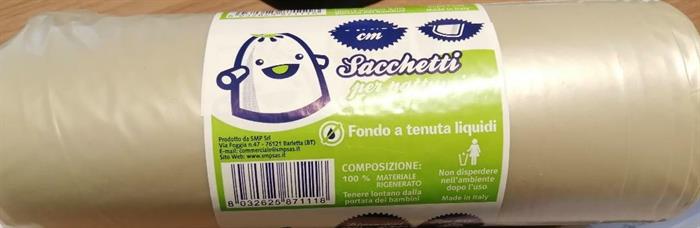 cm
Sacchetti
per
Fondo a tenuta liquidi
Prodotto da SMP Srl
Via Foggia n.47 - 76121 Barletta (BT)
E-mail: commerciale@smpsas.it
Sito Web: www.smpsas.it
8 032625 871118
COMPOSIZIONE:
100 % MATERIALE
RIGENERATO
Tenere lontano dalla
portata dei bambini
Non disperdere
nell'ambiente
dopo l'uso
Made in Italy